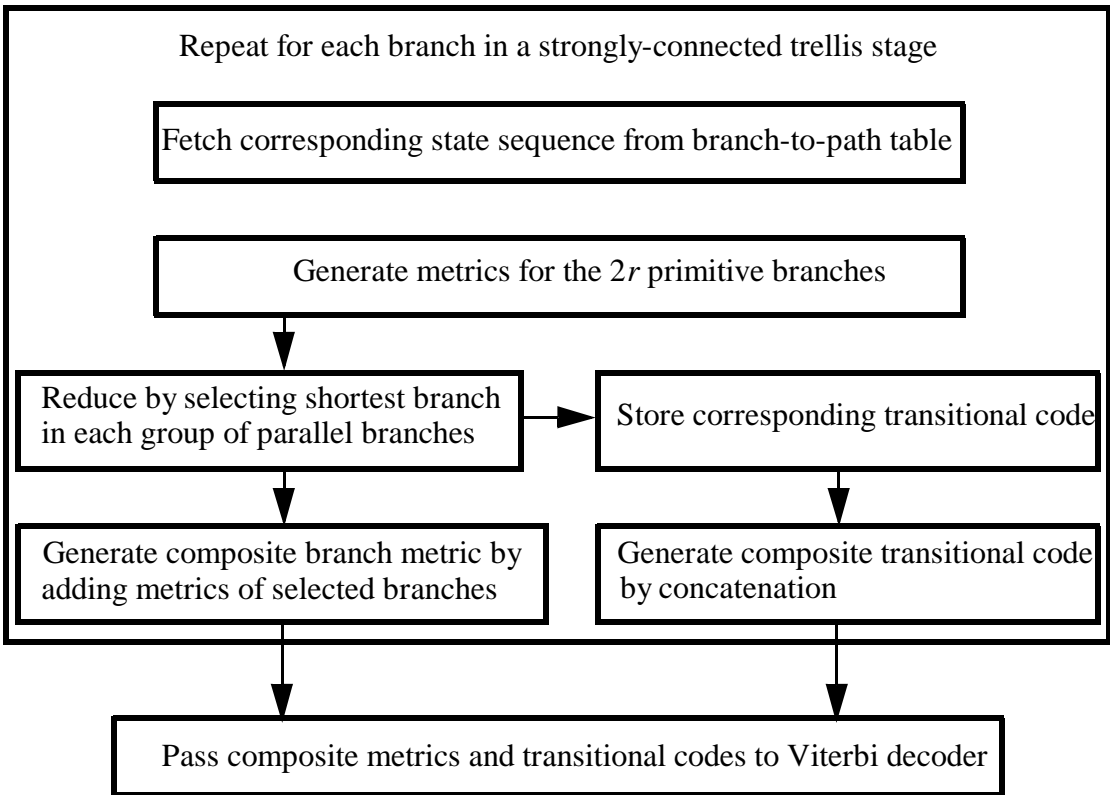 Repeat for each branch in a strongly-connected trellis stage
Fetch corresponding state sequence from branch-to-path table
Generate metrics for the 2r primitive branches
Reduce by selecting shortest branch
in each group of parallel branches
Store corresponding transitional code
Generate composite branch metric by
adding metrics of selected branches
Generate composite transitional code
by concatenation
Pass composite metrics and transitional codes to Viterbi decoder